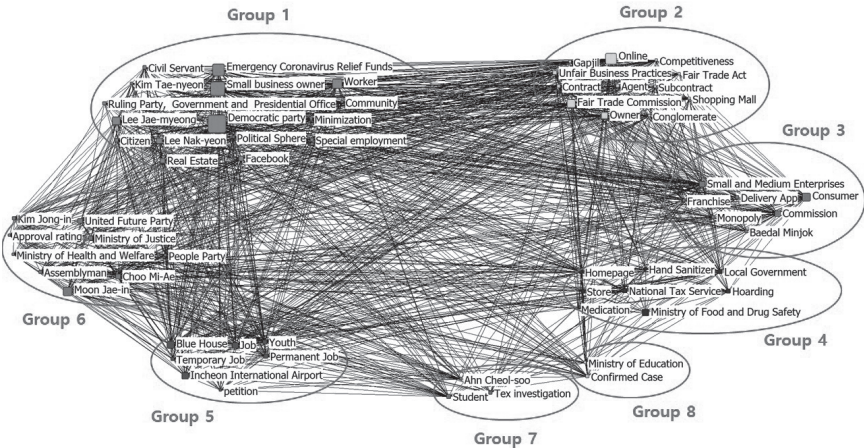 Group 1
Civil Servant
Emergency Coronavirus Relief Funds
Kim Tae-nyeon
Small business owner
Worker
Ruling Party, Government and Presidential Office
Community
Lee Jae-myeong
Democratic party
Minimization
Citizen
Lee Nak-yeon
Political Sphere
Special employment
Real Estate
Facebook
Group 2
Gapjil
Online
Competitiveness
Unfair Business Practices
Fair Trade Act
Contract
Agent
Subcontract
Fair Trade Commission
Shopping Mall
Owner
Conglomerate
Group 3
Small and Medium Enterprises
Franchise
Delivery App
Consumer
Monopoly
Commission
Baedal Minjok
Kim Jong-in
United Future Party
Approval rating
Ministry of Justice
Ministry of Health and Welfare
People Party
Assemblyman
Choo Mi-Ae
Moon Jae-in
Group 6
Homepage
Hand Sanitizer
Local Government
Store
National Tax Service
Hoarding
Medication
Ministry of Food and Drug Safety
Group 4
Blue House
Job
Youth
Temporary Job
Permanent Job
Incheon International Airport
petition
Group 5
Ahn Cheol-soo
Student
Tex investigation
Group 7
Ministry of Education
Confirmed Case
Group 8